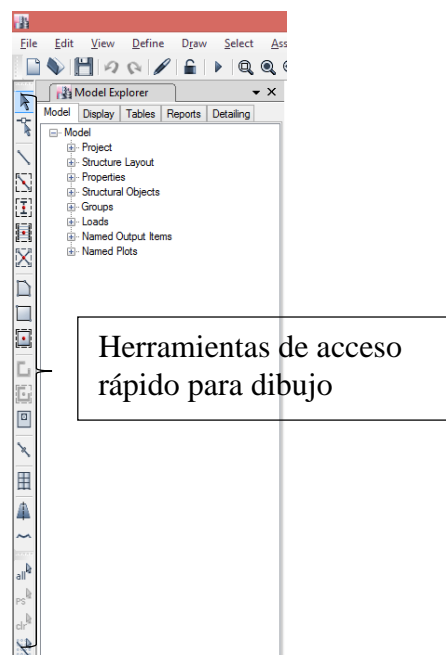 File Edit View Define Draw Select Ass
Model Explorer
Model Display Tables Reports Detailing
Model
Project
Structure Layout
Properties
Structural Objects
Groups
Loads
Named Output Items
Named Plots
Herramientas de acceso
rápido para dibujo
all
PS
clr